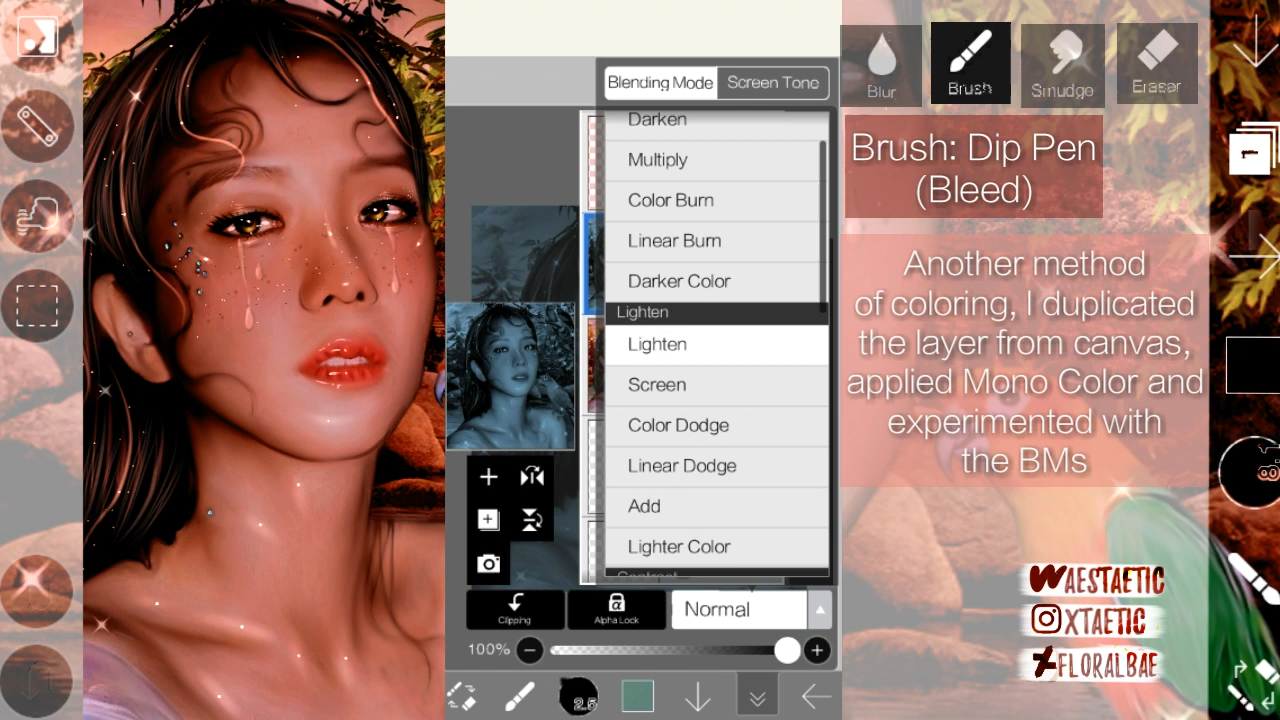 Blending Mode
Screen Tone
Darken
Multiply
Color Burn
Linear Burn
Darker Color
Lighten
Lighten
Screen
Color Dodge
Linear Dodge
Add
Lighter Color
Contrast
Clipping
Alpha Lock
Normal
100%
2.5
Blur
Brush
Smudge
Eraser
Brush: Dip Pen
(Bleed)
Another method
of coloring, I duplicated
the layer from canvas,
applied Mono Color and
experimented with
the BMs
WAESTAETIC
XTAETIC
FLORALBAE